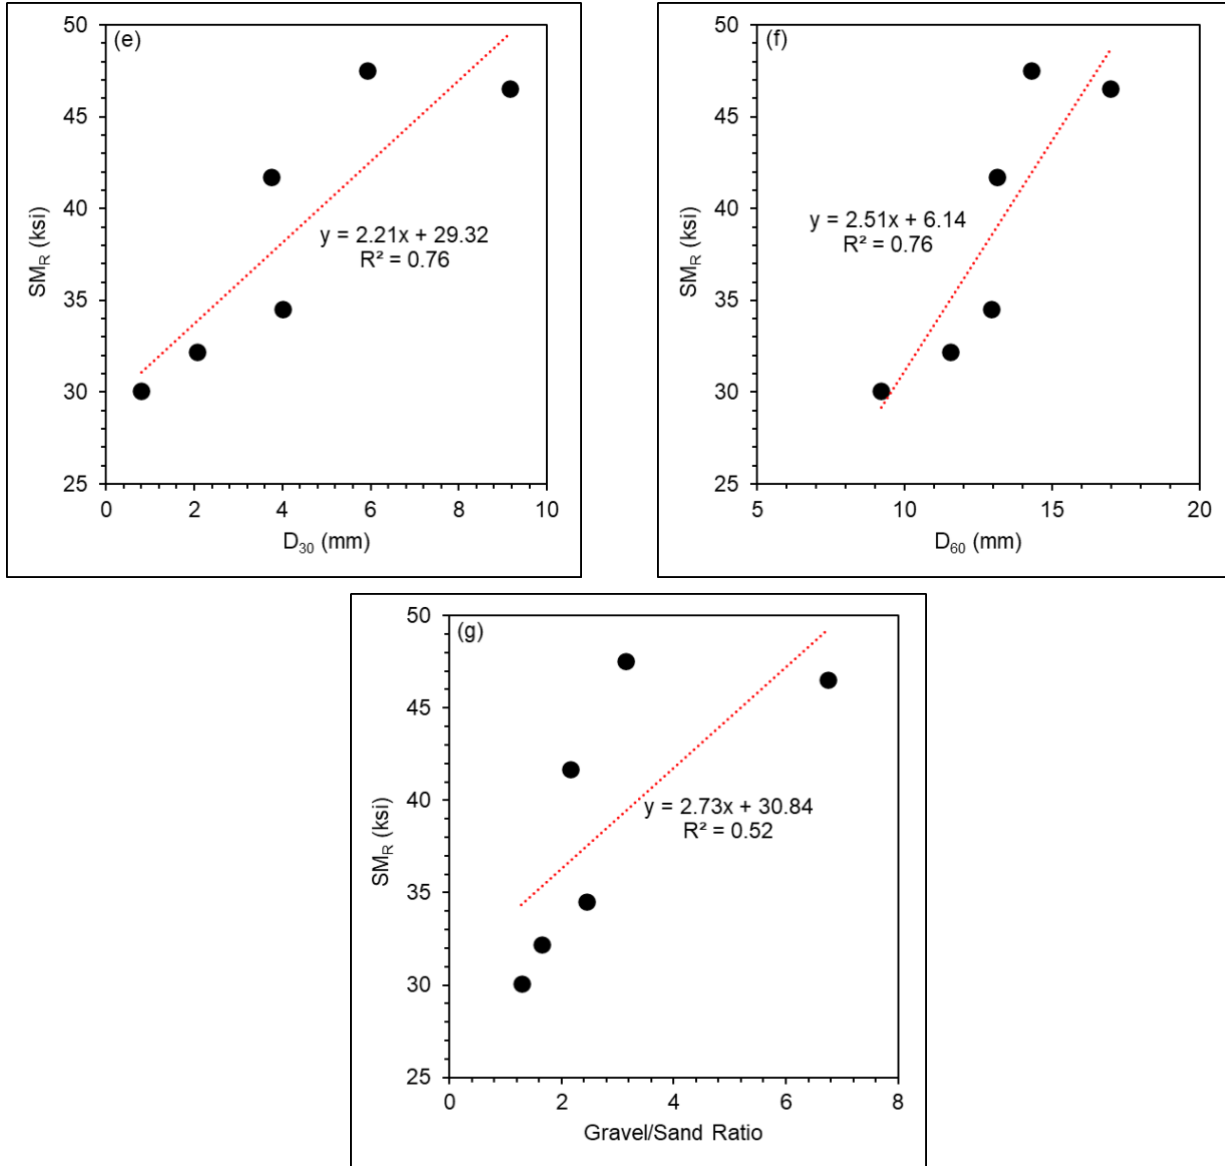 (e)
50
45
40
35
30
25
SM_R (ksi)
y = 2.21x + 29.32
R² = 0.76
0 2 4 6 8 10
D₃₀ (mm)
(f)
50
45
40
35
30
25
SM_R (ksi)
y = 2.51x + 6.14
R² = 0.76
5 10 15 20
D₆₀ (mm)
(g)
50
45
40
35
30
25
SM_R (ksi)
y = 2.73x + 30.84
R² = 0.52
0 2 4 6 8
Gravel/Sand Ratio